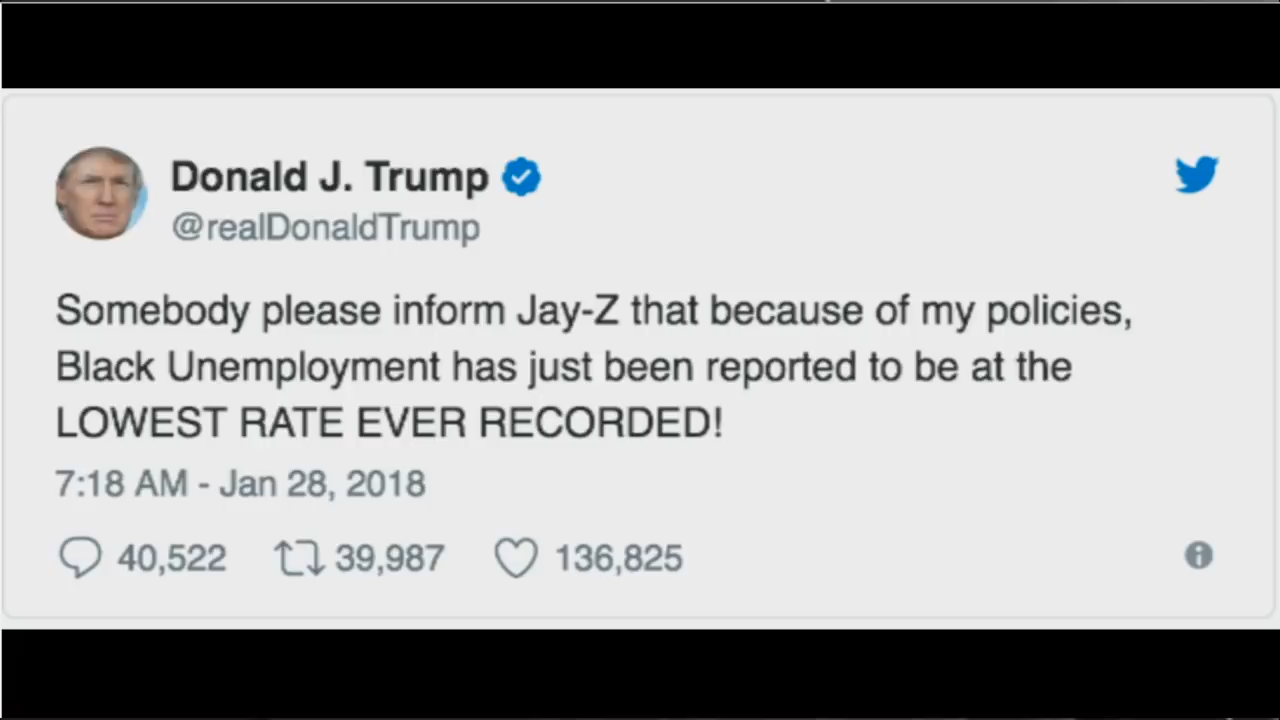 Donald J. Trump
@realDonaldTrump
Somebody please inform Jay-Z that because of my policies,
Black Unemployment has just been reported to be at the
LOWEST RATE EVER RECORDED!
7:18 AM - Jan 28, 2018
40,522 39,987 136,825